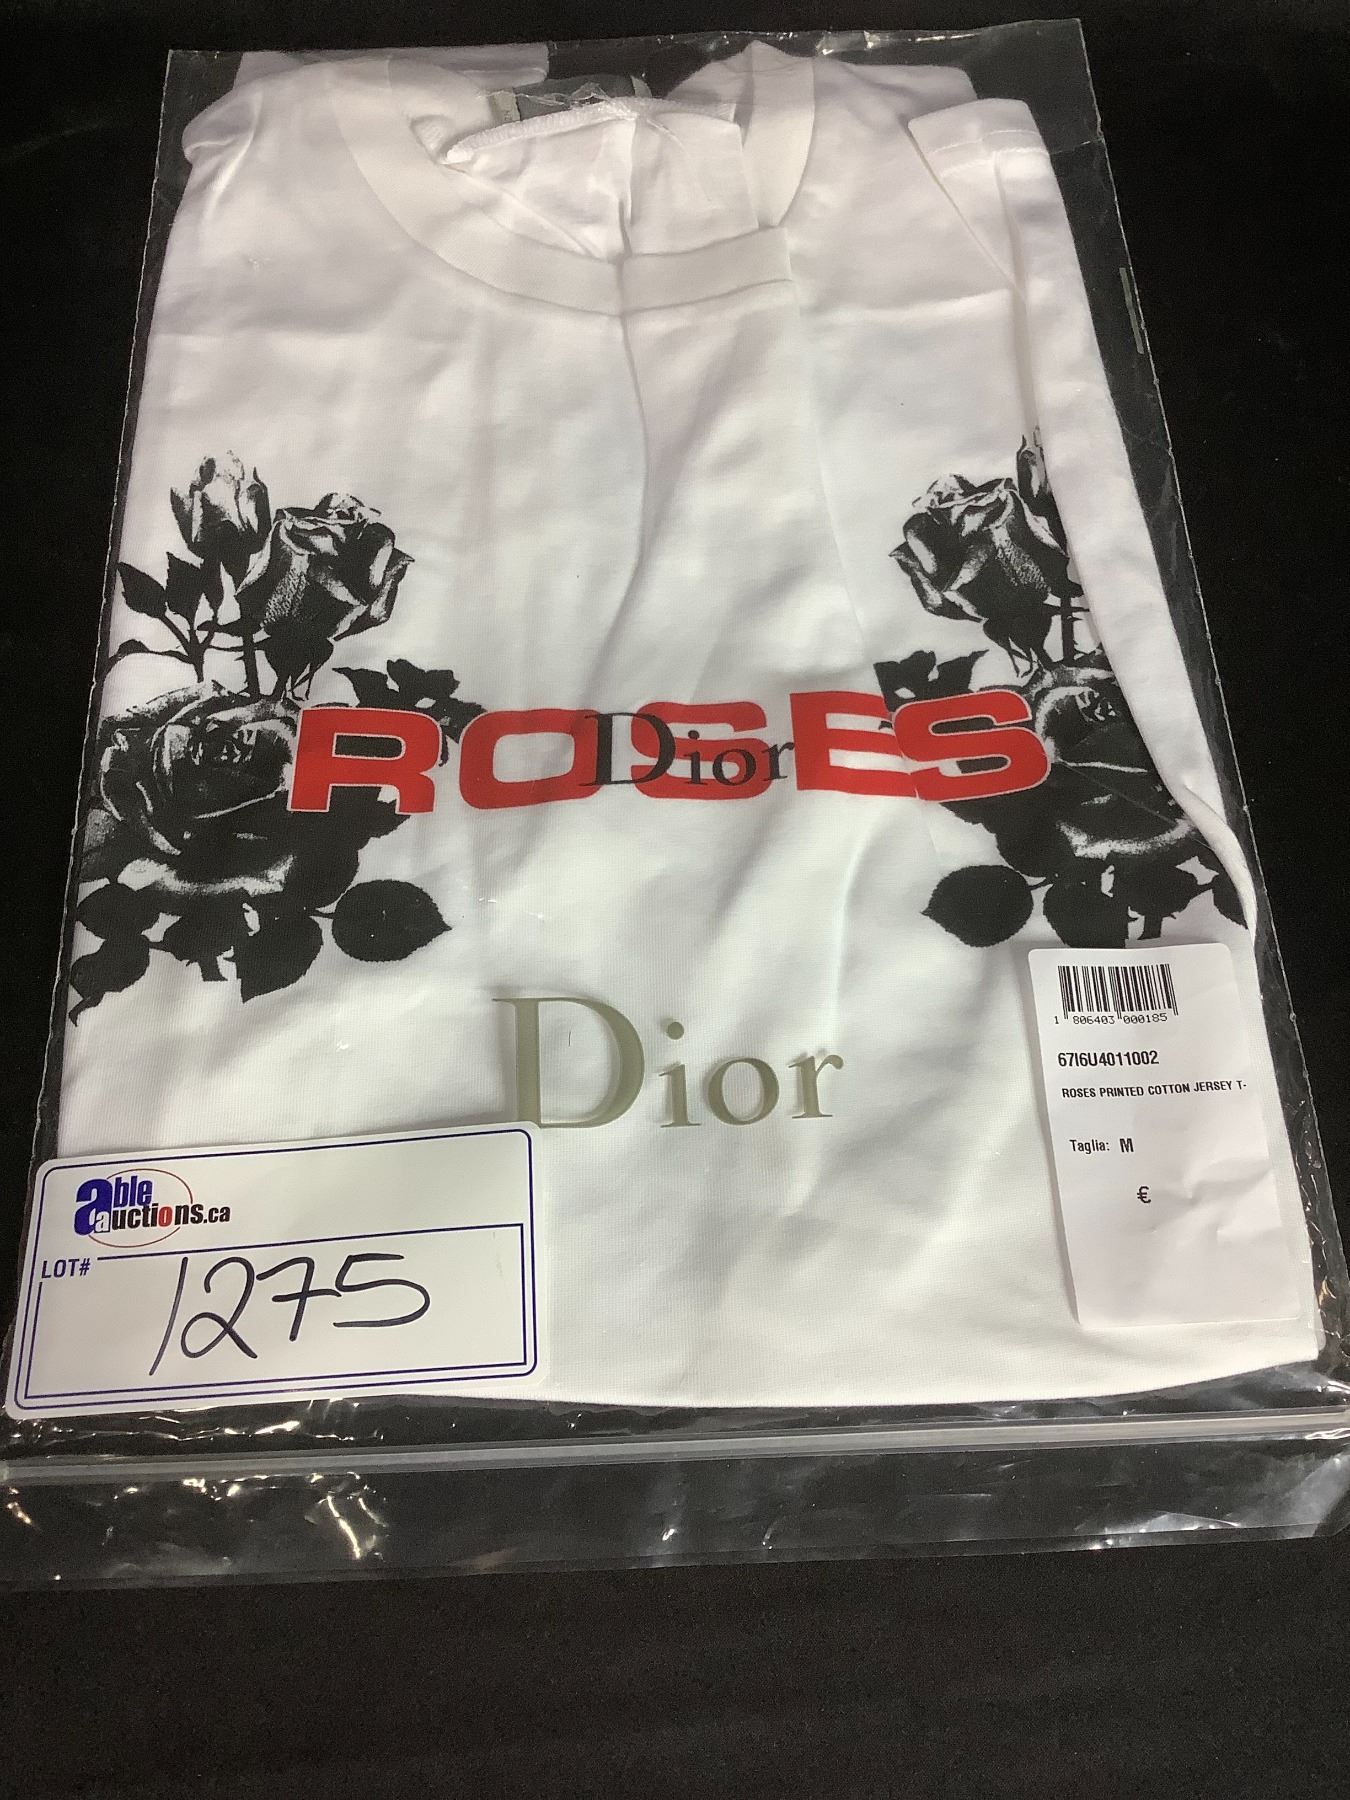 ROSES
Dior
Dior
1 806403 000185
67I6U4011002
ROSES PRINTED COTTON JERSEY T-
Taglia: M
€
able
auctions.ca
LOT#
1275